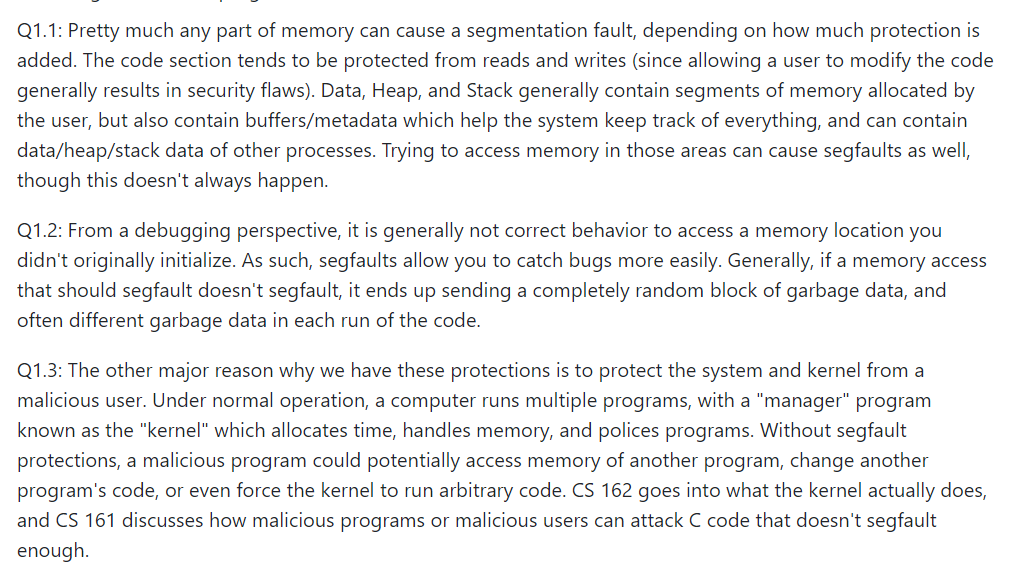 Q1.1: Pretty much any part of memory can cause a segmentation fault, depending on how much protection is
added. The code section tends to be protected from reads and writes (since allowing a user to modify the code
generally results in security flaws). Data, Heap, and Stack generally contain segments of memory allocated by
the user, but also contain buffers/metadata which help the system keep track of everything, and can contain
data/heap/stack data of other processes. Trying to access memory in those areas can cause segfaults as well,
though this doesn't always happen.
Q1.2: From a debugging perspective, it is generally not correct behavior to access a memory location you
didn't originally initialize. As such, segfaults allow you to catch bugs more easily. Generally, if a memory access
that should segfault doesn't segfault, it ends up sending a completely random block of garbage data, and
often different garbage data in each run of the code.
Q1.3: The other major reason why we have these protections is to protect the system and kernel from a
malicious user. Under normal operation, a computer runs multiple programs, with a "manager" program
known as the "kernel" which allocates time, handles memory, and polices programs. Without segfault
protections, a malicious program could potentially access memory of another program, change another
program's code, or even force the kernel to run arbitrary code. CS 162 goes into what the kernel actually does,
and CS 161 discusses how malicious programs or malicious users can attack C code that doesn't segfault
enough.